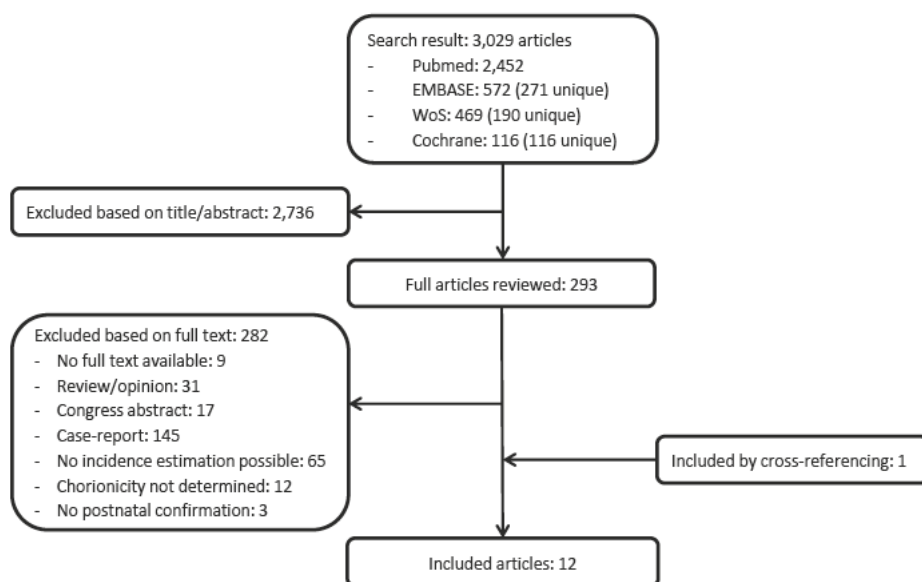 Search result: 3,029 articles
- Pubmed: 2,452
- EMBASE: 572 (271 unique)
- WoS: 469 (190 unique)
- Cochrane: 116 (116 unique)
Excluded based on title/abstract: 2,736
Full articles reviewed: 293
Excluded based on full text: 282
- No full text available: 9
- Review/opinion: 31
- Congress abstract: 17
- Case-report: 145
- No incidence estimation possible: 65
- Chorionicity not determined: 12
- No postnatal confirmation: 3
Included by cross-referencing: 1
Included articles: 12